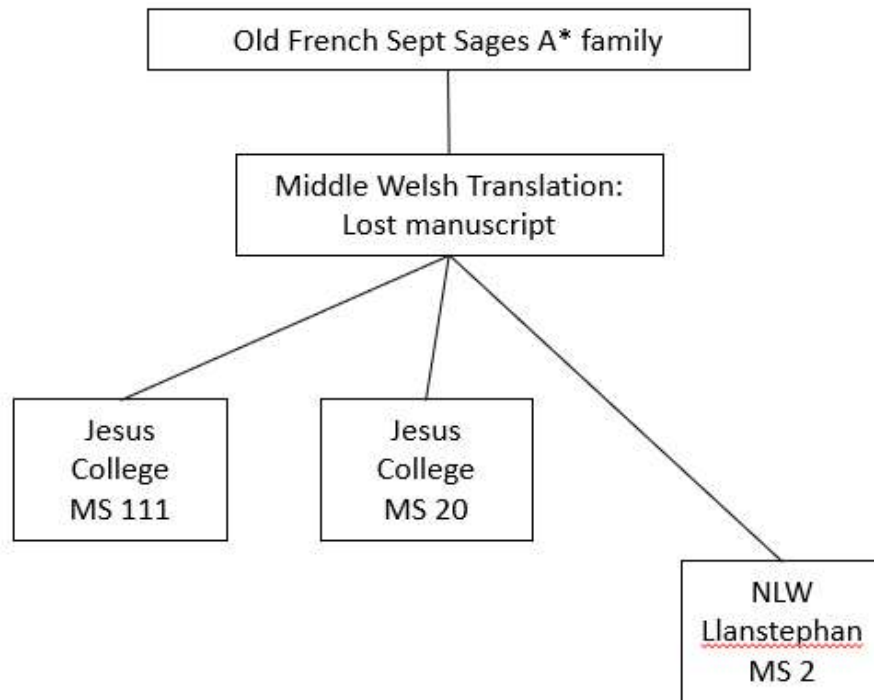 Old French Sept Sages A* family
Middle Welsh Translation:
Lost manuscript
Jesus
College
MS 111
Jesus
College
MS 20
NLW
Llanstephan
MS 2